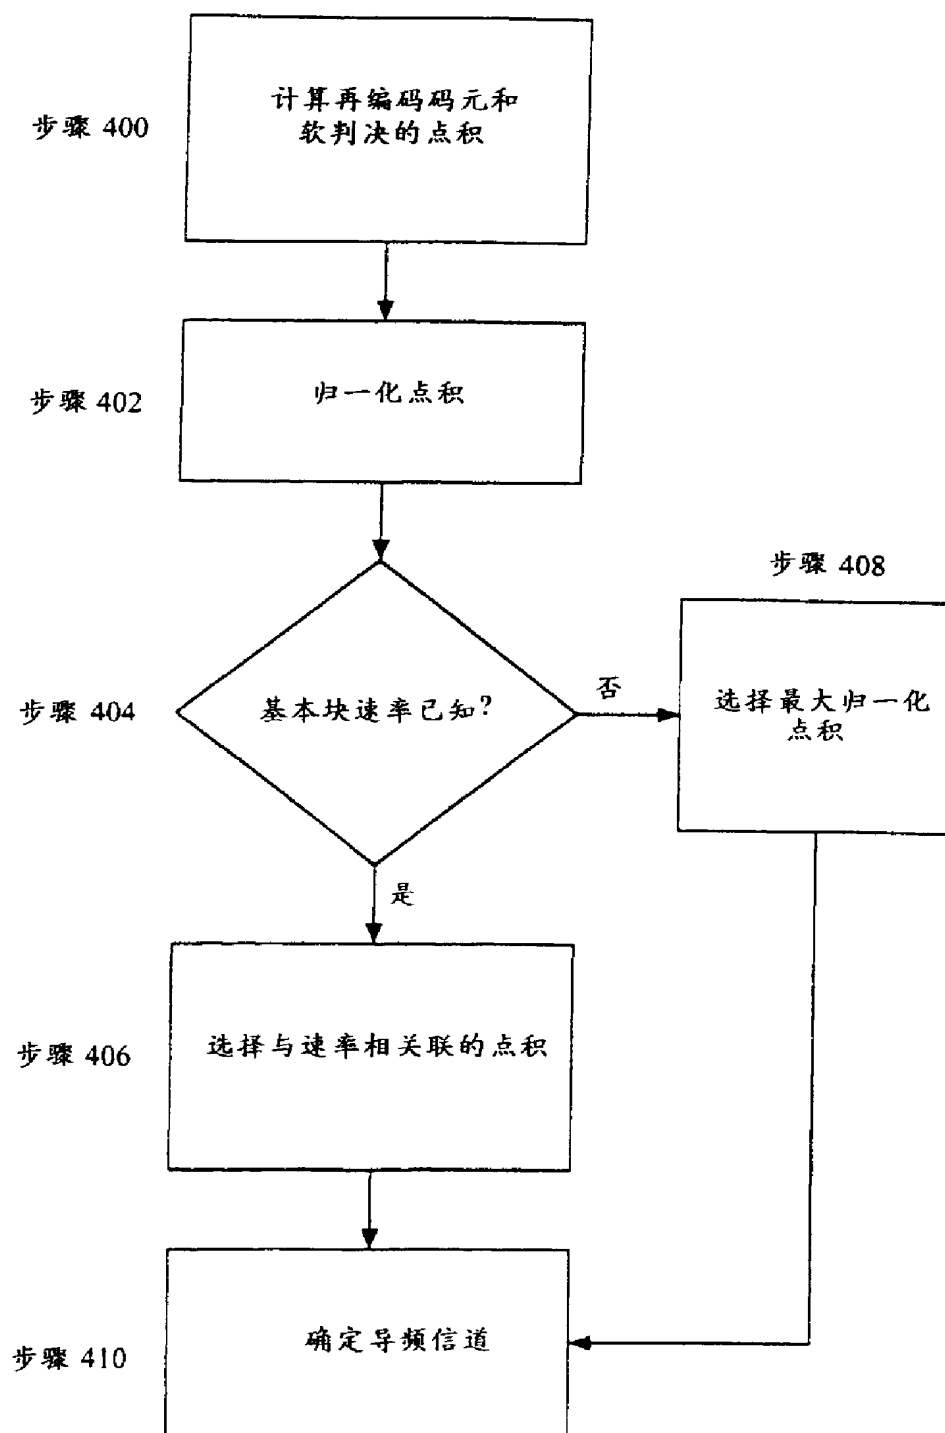 步骤 400
计算再编码码元和
软判决的点积
步骤 402
归一化点积
步骤 404
基本块速率已知?
否
步骤 408
选择最大归一化
点积
是
步骤 406
选择与速率相关联的点积
步骤 410
确定导频信道